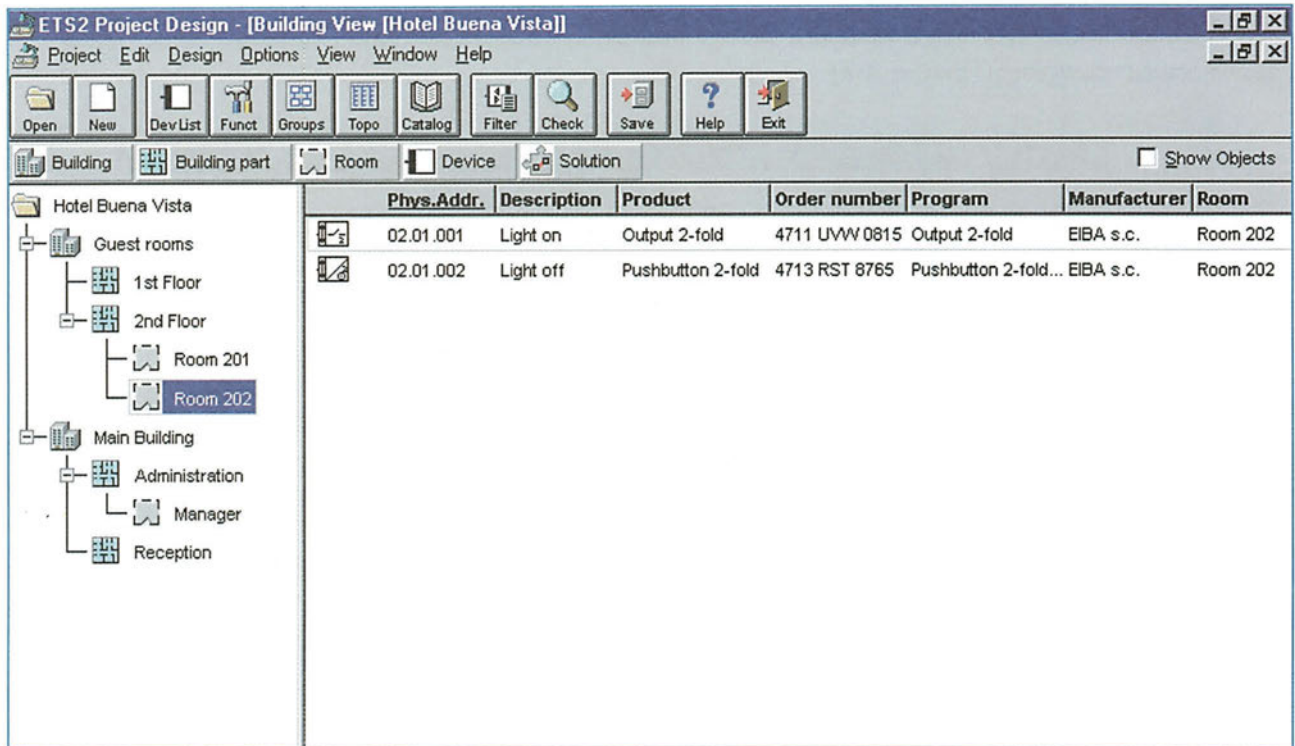 ETS2 Project Design - [Building View [Hotel Buena Vista]]
Project Edit Design Options View Window Help
Open New Dev List Funct Groups Topo Catalog Filter Check Save Help Exit
Building Building part Room Device Solution Show Objects
Hotel Buena Vista
Guest rooms
1st Floor
2nd Floor
Room 201
Room 202
Main Building
Administration
Manager
Reception
Phys.Addr. Description Product Order number Program Manufacturer Room
02.01.001 Light on Output 2-fold 4711 UVW 0815 Output 2-fold EIBA s.c. Room 202
02.01.002 Light off Pushbutton 2-fold 4713 RST 8765 Pushbutton 2-fold... EIBA s.c. Room 202